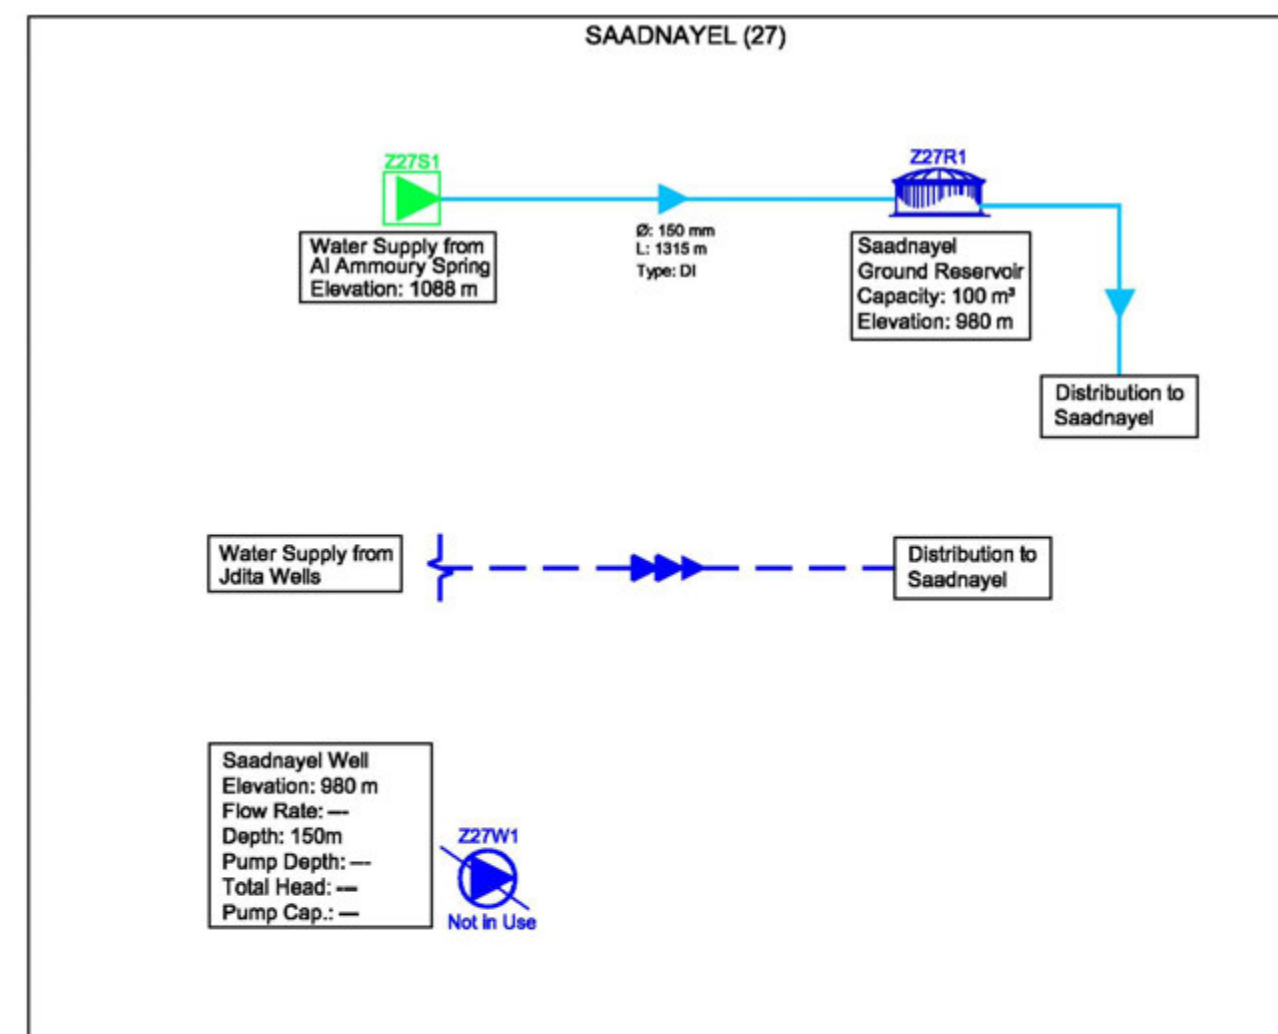 SAADNAYEL (27)
Z27S1
Water Supply from
Al Ammoury Spring
Elevation: 1088 m
Ø: 150 mm
L: 1315 m
Type: DI
Z27R1
Saadnayel
Ground Reservoir
Capacity: 100 m³
Elevation: 980 m
Distribution to
Saadnayel
Water Supply from
Jdita Wells
Distribution to
Saadnayel
Saadnayel Well
Elevation: 980 m
Flow Rate: ---
Depth: 150m
Pump Depth: ---
Total Head: ---
Pump Cap.: ---
Z27W1
Not in Use